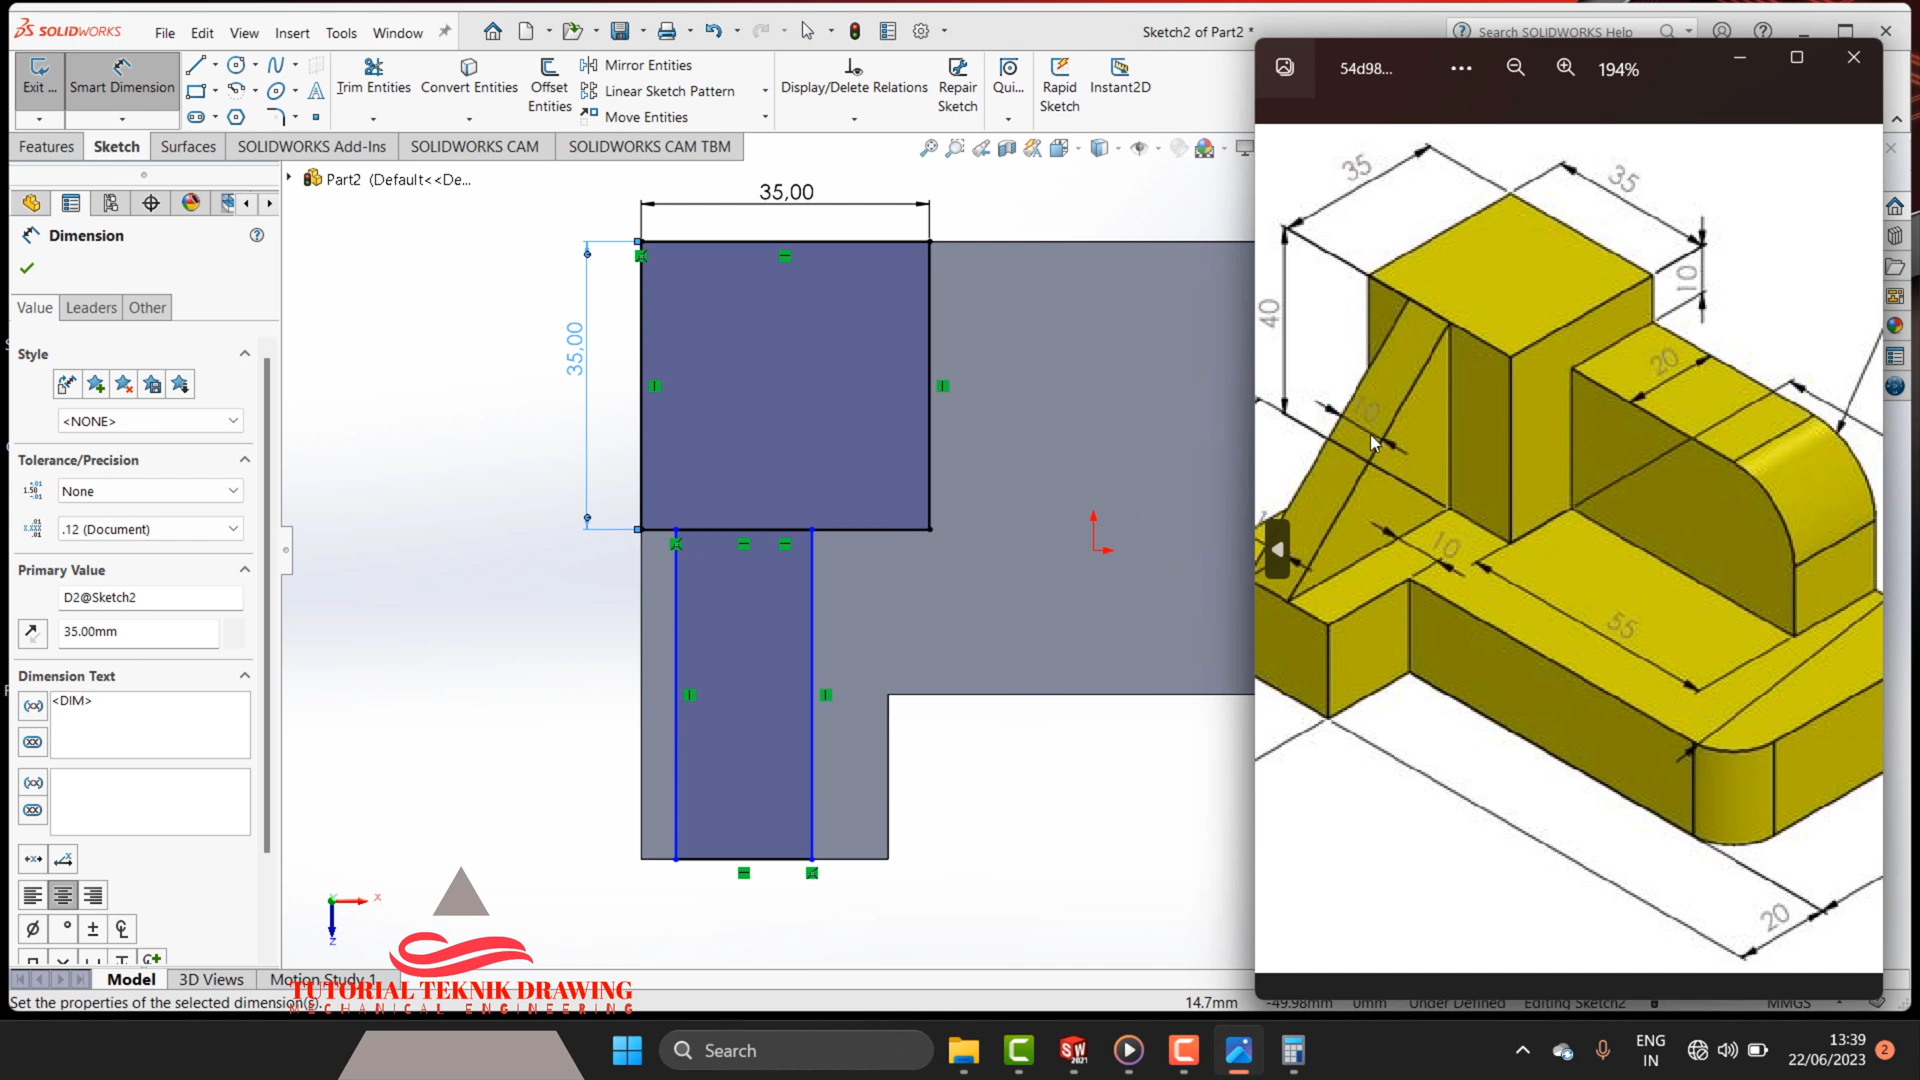 SOLIDWORKS
File Edit View Insert Tools Window
Sketch2 of Part2 *
Search SOLIDWORKS Help
Exit ...
Smart Dimension
Trim Entities
Convert Entities
Offset Entities
Mirror Entities
Linear Sketch Pattern
Move Entities
Display/Delete Relations
Repair Sketch
Qui...
Rapid Sketch
Instant2D
Features Sketch Surfaces SOLIDWORKS Add-Ins SOLIDWORKS CAM SOLIDWORKS CAM TBM
Part2 (Default<<De...
Dimension
Value Leaders Other
Style
<NONE>
Tolerance/Precision
None
.12 (Document)
Primary Value
D2@Sketch2
35.00mm
Dimension Text
<DIM>
35,00
35,00
X
Z
54d98...
194%
35
35
10
40
20
10
10
55
20
Model 3D Views Motion Study 1
TUTORIAL TEKNIK DRAWING
MECHANICAL ENGINEERING
Set the properties of the selected dimension(s).
14.7mm -49.98mm 0mm Under Defined Editing Sketch2 MMGS
Search
ENG
IN
13:39
22/06/2023
2